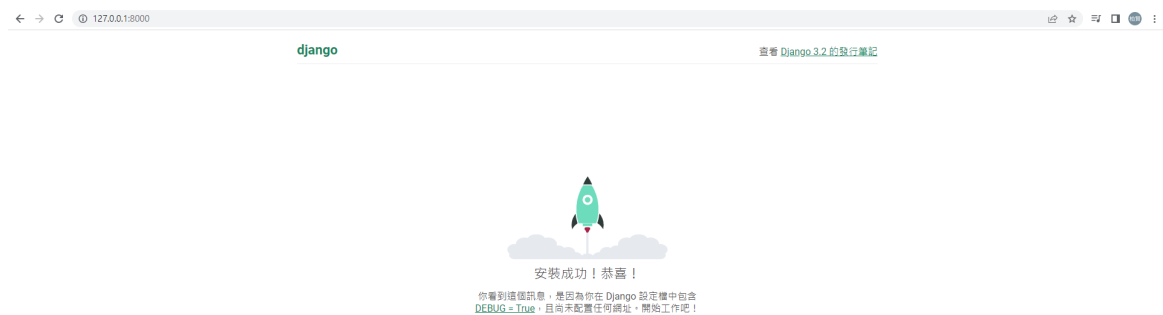 127.0.0.1:8000
django
查看 Django 3.2 的發行筆記
安裝成功！恭喜！
你看到這個訊息，是因為你在 Django 設定檔中包含
DEBUG = True，且尚未配置任何網址。開始工作吧！